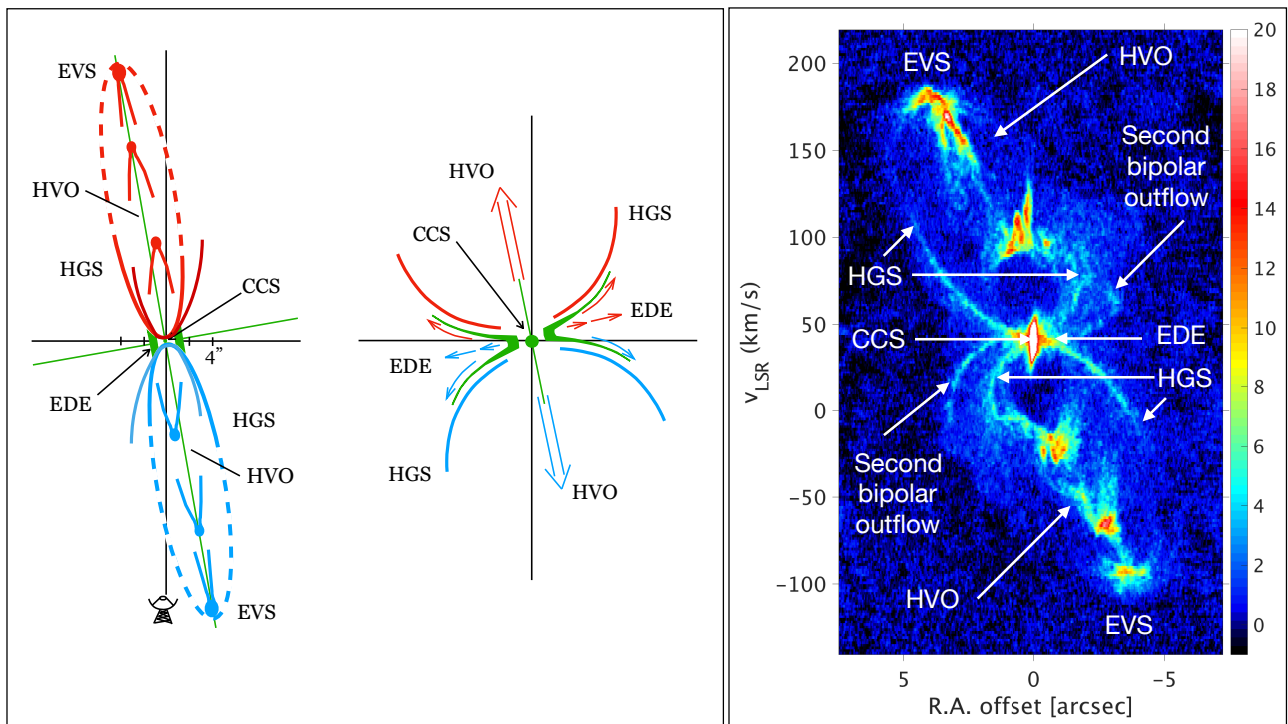 EVS
HVO
HGS
CCS
4”
EDE
HGS
HVO
EVS
HVO
HGS
CCS
EDE
EDE
HGS
HVO
EVS
HVO
Second
bipolar
outflow
HGS
CCS
EDE
HGS
Second
bipolar
outflow
HVO
EVS
200
150
100
50
0
−50
−100
v_LSR (km/s)
5
0
−5
R.A. offset [arcsec]
20
18
16
14
12
10
8
6
4
2
0